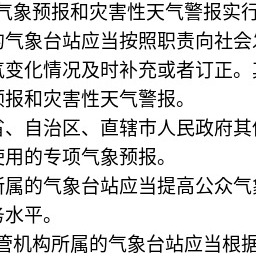 气象预报和灾害性天气警报实行
的气象台站应当按照职责向社会
气变化情况及时补充或者订正。
预报和灾害性天气警报。
省、自治区、直辖市人民政府其
使用的专项气象预报。
所属的气象台站应当提高公众气象
务水平。
管机构所属的气象台站应当根据